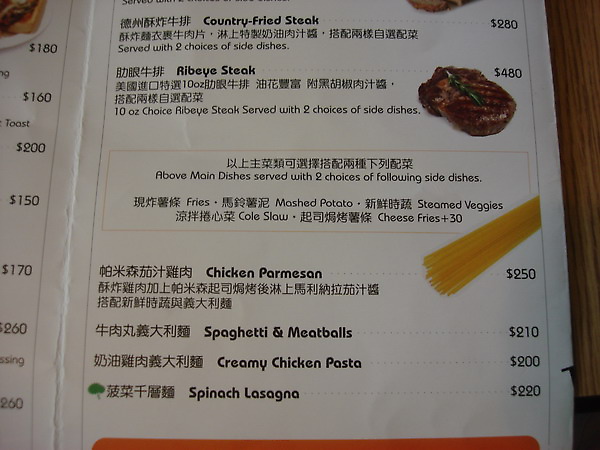 Served with 2 choices of side dishes.
德州酥炸牛排 Country-Fried Steak $280
酥炸麵衣裹牛肉片，淋上特製奶油肉汁醬，搭配兩樣自選配菜
Served with 2 choices of side dishes.
肋眼牛排 Ribeye Steak $480
美國進口特選10oz肋眼牛排 油花豐富 附黑胡椒肉汁醬，
搭配兩樣自選配菜
10 oz Choice Ribeye Steak Served with 2 choices of side dishes.
以上主菜類可選擇搭配兩種下列配菜
Above Main Dishes served with 2 choices of following side dishes.
現炸薯條 Fries・馬鈴薯泥 Mashed Potato・新鮮時蔬 Steamed Veggies
涼拌捲心菜 Cole Slaw・起司焗烤薯條 Cheese Fries+30
帕米森茄汁雞肉 Chicken Parmesan $250
酥炸雞肉加上帕米森起司焗烤後淋上馬利納拉茄汁醬
搭配新鮮時蔬與義大利麵
牛肉丸義大利麵 Spaghetti & Meatballs $210
奶油雞肉義大利麵 Creamy Chicken Pasta $200
菠菜千層麵 Spinach Lasagna $220
$180
$160
Toast
$200
$150
$170
$260
260